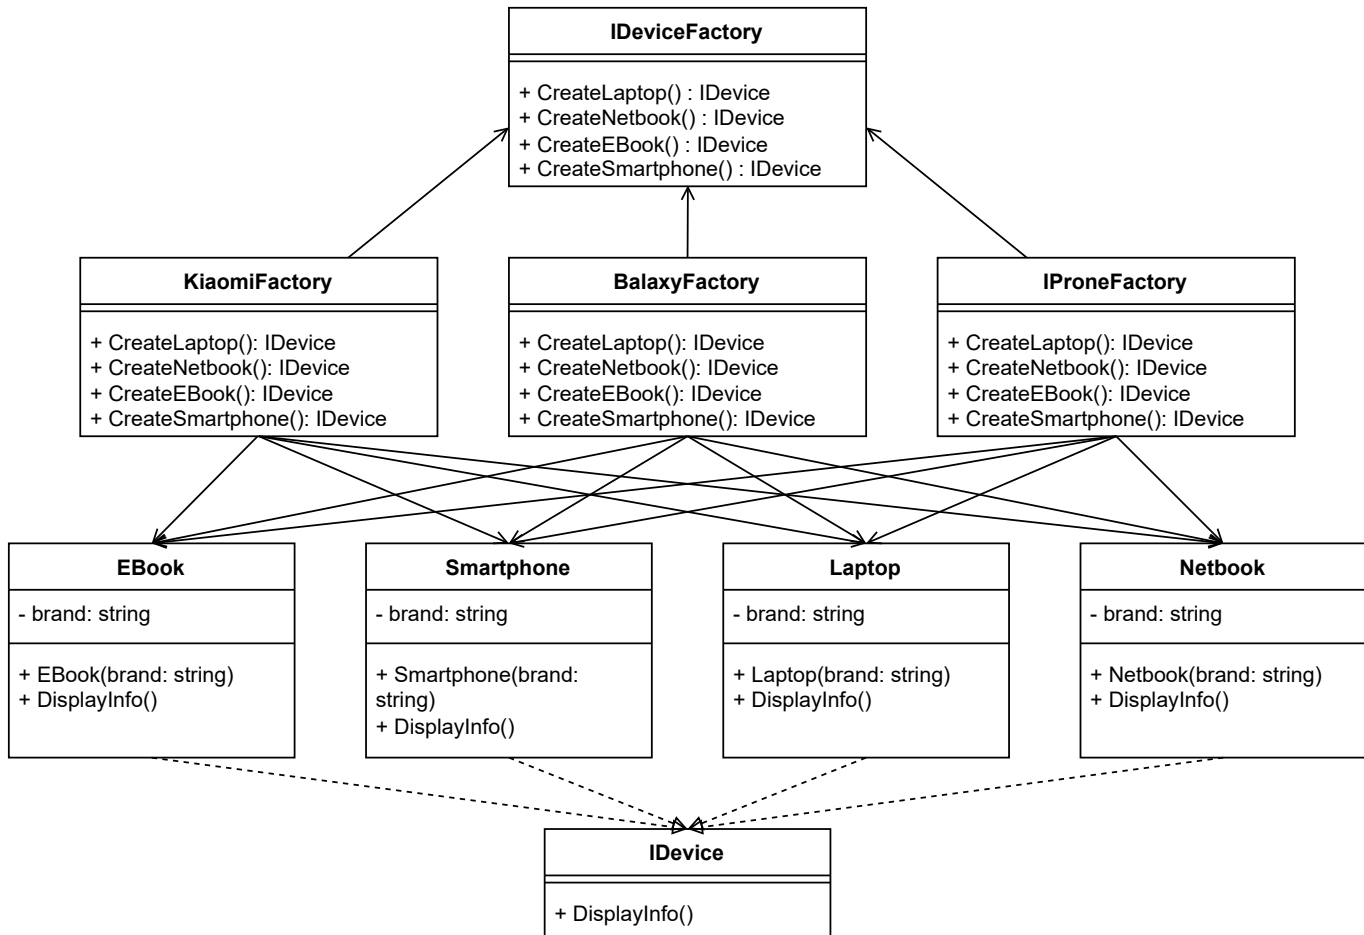 IDeviceFactory
+ CreateLaptop() : IDevice
+ CreateNetbook() : IDevice
+ CreateEBook() : IDevice
+ CreateSmartphone() : IDevice
KiaomiFactory
+ CreateLaptop(): IDevice
+ CreateNetbook(): IDevice
+ CreateEBook(): IDevice
+ CreateSmartphone(): IDevice
BalaxyFactory
+ CreateLaptop(): IDevice
+ CreateNetbook(): IDevice
+ CreateEBook(): IDevice
+ CreateSmartphone(): IDevice
IProneFactory
+ CreateLaptop(): IDevice
+ CreateNetbook(): IDevice
+ CreateEBook(): IDevice
+ CreateSmartphone(): IDevice
EBook
- brand: string
+ EBook(brand: string)
+ DisplayInfo()
Smartphone
- brand: string
+ Smartphone(brand:
string)
+ DisplayInfo()
Laptop
- brand: string
+ Laptop(brand: string)
+ DisplayInfo()
Netbook
- brand: string
+ Netbook(brand: string)
+ DisplayInfo()
IDevice
+ DisplayInfo()